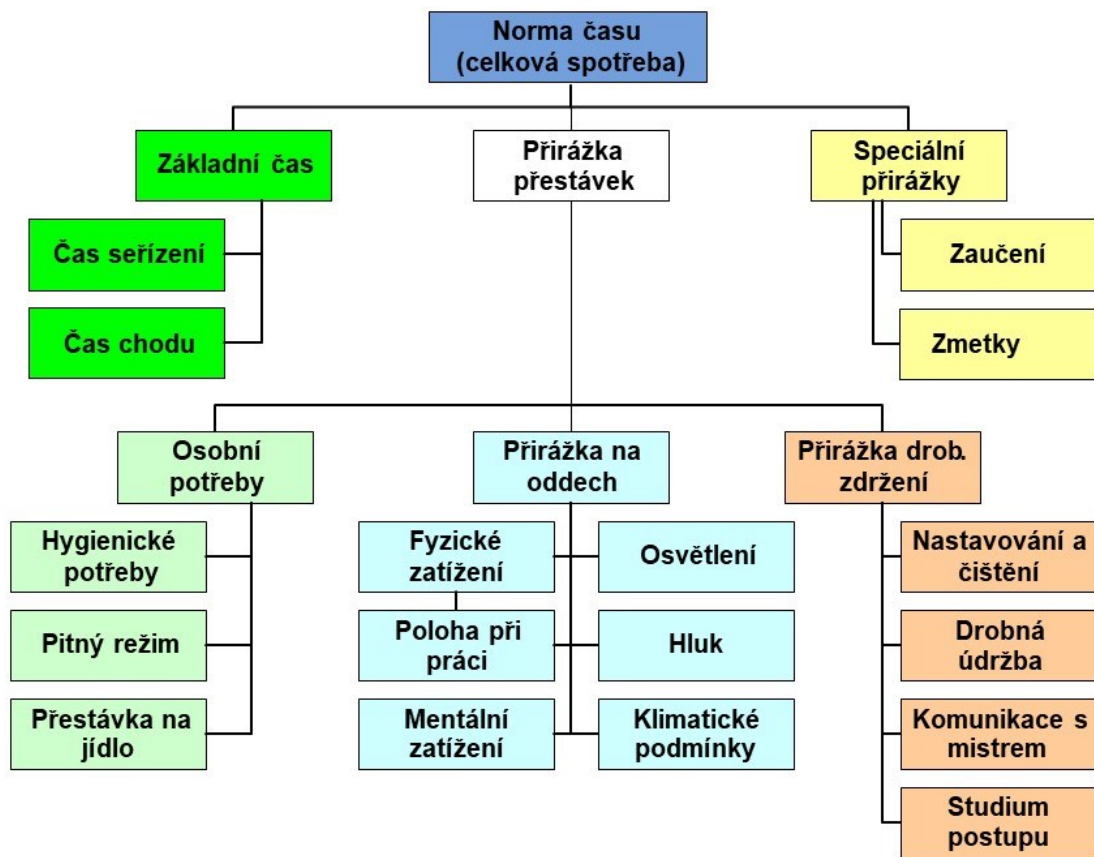 Norma času
(celková spotřeba)
Základní čas
Přirážka
přestávek
Speciální
přirážky
Čas seřízení
Čas chodu
Zaučení
Zmetky
Osobní
potřeby
Přirážka na
oddech
Přirážka drob.
zdržení
Hygienické
potřeby
Pitný režim
Přestávka na
jídlo
Fyzické
zatížení
Poloha při
práci
Mentální
zatížení
Osvětlení
Hluk
Klimatické
podmínky
Nastavování a
čištění
Drobná
údržba
Komunikace s
mistrem
Studium
postupu